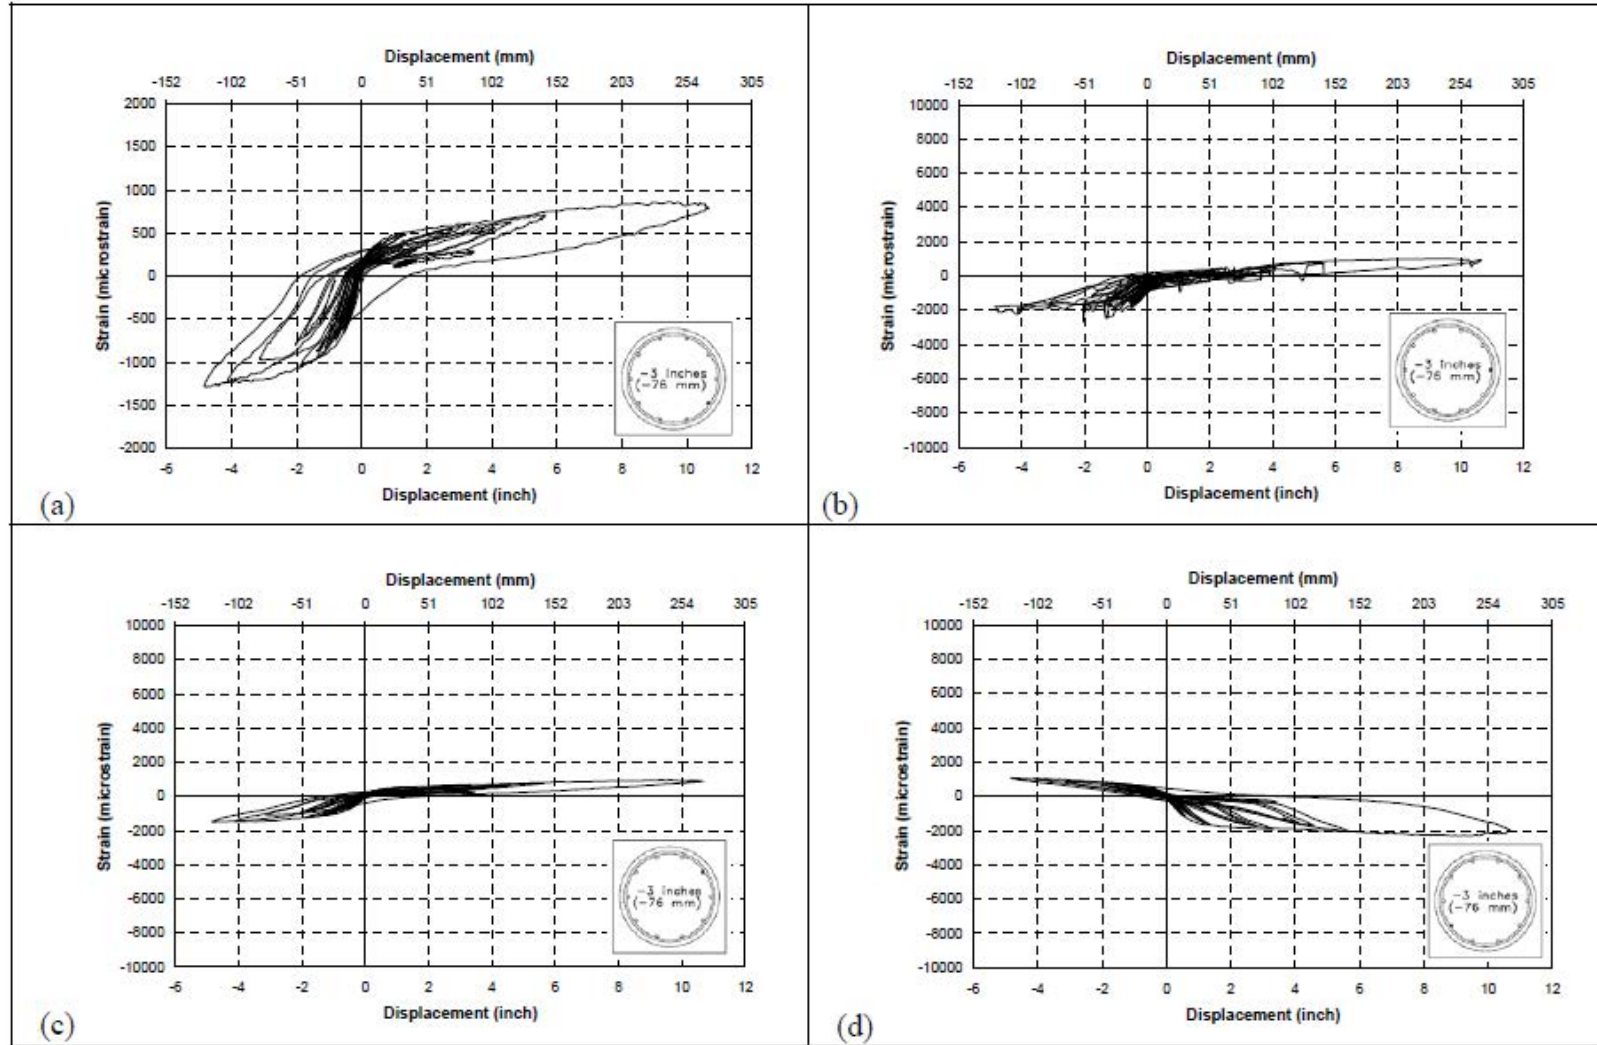 Displacement (mm)
-152 -102 -51 0 51 102 152 203 254 305
2000
1500
1000
500
0
-500
-1000
-1500
-2000
Strain (microstrain)
-3 inches
(-76 mm)
-6 -4 -2 0 2 4 6 8 10 12
Displacement (inch)
(a)
Displacement (mm)
-152 -102 -51 0 51 102 152 203 254 305
10000
8000
6000
4000
2000
0
-2000
-4000
-6000
-8000
-10000
Strain (microstrain)
-3 inches
(-76 mm)
-6 -4 -2 0 2 4 6 8 10 12
Displacement (inch)
(b)
Displacement (mm)
-152 -102 -51 0 51 102 152 203 254 305
10000
8000
6000
4000
2000
0
-2000
-4000
-6000
-8000
-10000
Strain (microstrain)
-3 inches
(-76 mm)
-6 -4 -2 0 2 4 6 8 10 12
Displacement (inch)
(c)
Displacement (mm)
-152 -102 -51 0 51 102 152 203 254 305
10000
8000
6000
4000
2000
0
-2000
-4000
-6000
-8000
-10000
Strain (microstrain)
-3 inches
(-76 mm)
-6 -4 -2 0 2 4 6 8 10 12
Displacement (inch)
(d)